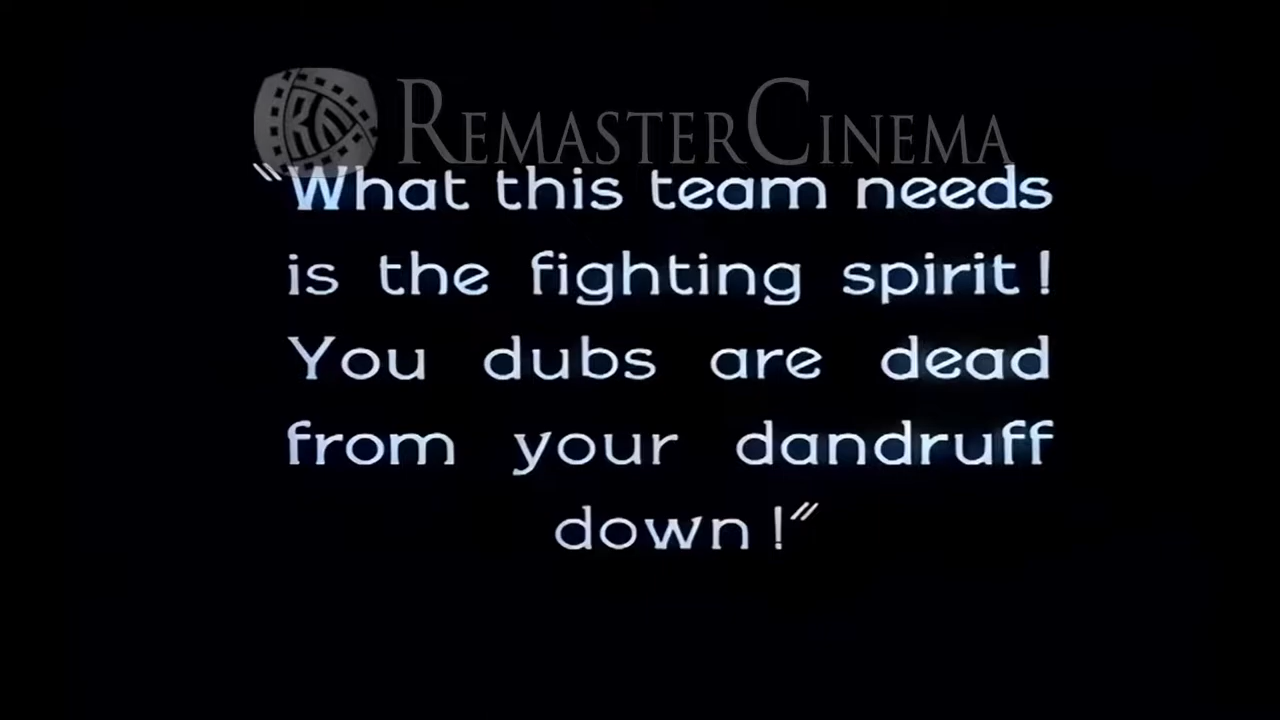 REMASTERCINEMA
"What this team needs
is the fighting spirit!
You dubs are dead
from your dandruff
down!"